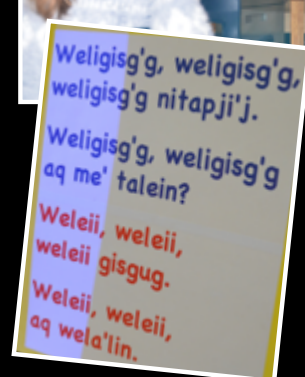 Weligisg'g, weligisg'g,
weligisg'g nitapji'j.
Weligisg'g, weligisg'g
aq me' talein?
Weleii, weleii,
weleii gisgug.
Weleii, weleii,
aq wela'lin.